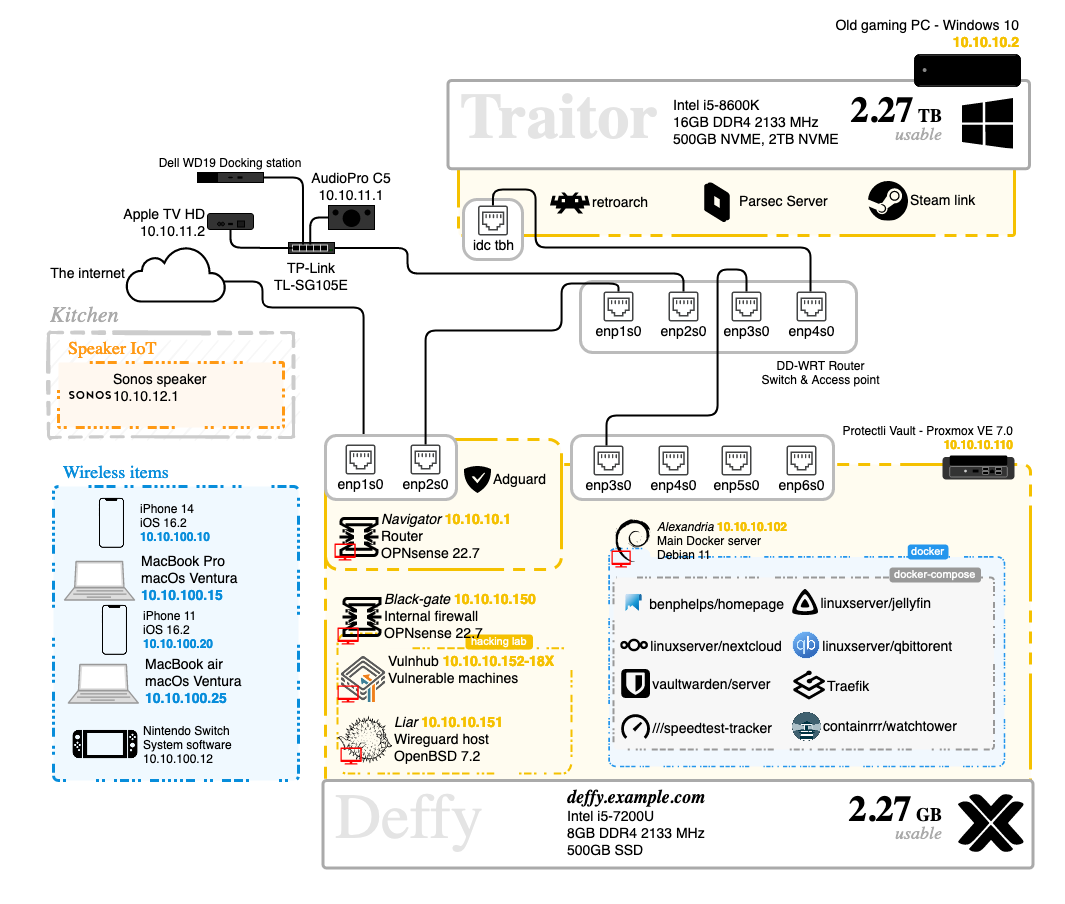 Old gaming PC - Windows 10
10.10.10.2
Traitor
Intel i5-8600K
16GB DDR4 2133 MHz
500GB NVME, 2TB NVME
2.27 TB
usable
retroarch
Parsec Server
Steam link
idc tbh
Dell WD19 Docking station
AudioPro C5
10.10.11.1
Apple TV HD
10.10.11.2
TP-Link
TL-SG105E
The internet
enp1s0
enp2s0
enp3s0
enp4s0
DD-WRT Router
Switch & Access point
Kitchen
Speaker IoT
Sonos speaker
SONOS 10.10.12.1
Wireless items
iPhone 14
iOS 16.2
10.10.100.10
MacBook Pro
macOs Ventura
10.10.100.15
iPhone 11
iOS 16.2
10.10.100.20
MacBook air
macOs Ventura
10.10.100.25
Nintendo Switch
System software
10.10.100.12
Protectli Vault - Proxmox VE 7.0
10.10.10.110
enp1s0
enp2s0
Adguard
enp3s0
enp4s0
enp5s0
enp6s0
Navigator 10.10.10.1
Router
OPNsense 22.7
Black-gate 10.10.10.150
Internal firewall
OPNsense 22.7
hacking lab
Vulnhub 10.10.10.152-18X
Vulnerable machines
Liar 10.10.10.151
Wireguard host
OpenBSD 7.2
Alexandria 10.10.10.102
Main Docker server
Debian 11
docker
docker-compose
benphelps/homepage
linuxserver/jellyfin
linuxserver/nextcloud
qb linuxserver/qbittorent
vaultwarden/server
Traefik
///speedtest-tracker
containrrr/watchtower
Deffy
deffy.example.com
Intel i5-7200U
8GB DDR4 2133 MHz
500GB SSD
2.27 GB
usable